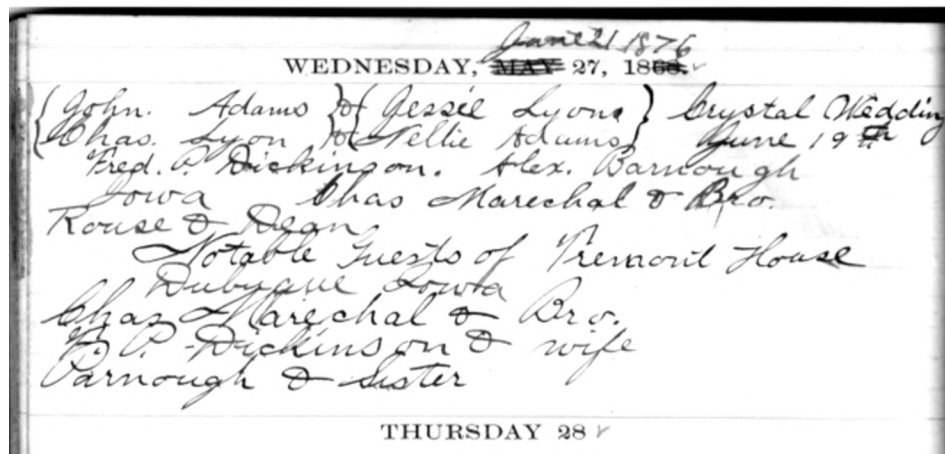 June 21 1876
WEDNESDAY, MAY 27, 1868.
John. Adams & Jessie Lyons Crystal Wedding
Chas. Lyon & Nellie Adams June 19th
Fred. P. Dickinson. Alex. Barnough
Iowa Chas Marechal & Bro.
Rouse & Dean
Notable Guests of Tremont House
Dubuque Iowa
Chas Marechal & Bro.
F. P. Dickinson & wife
Barnough & Sister
THURSDAY 28